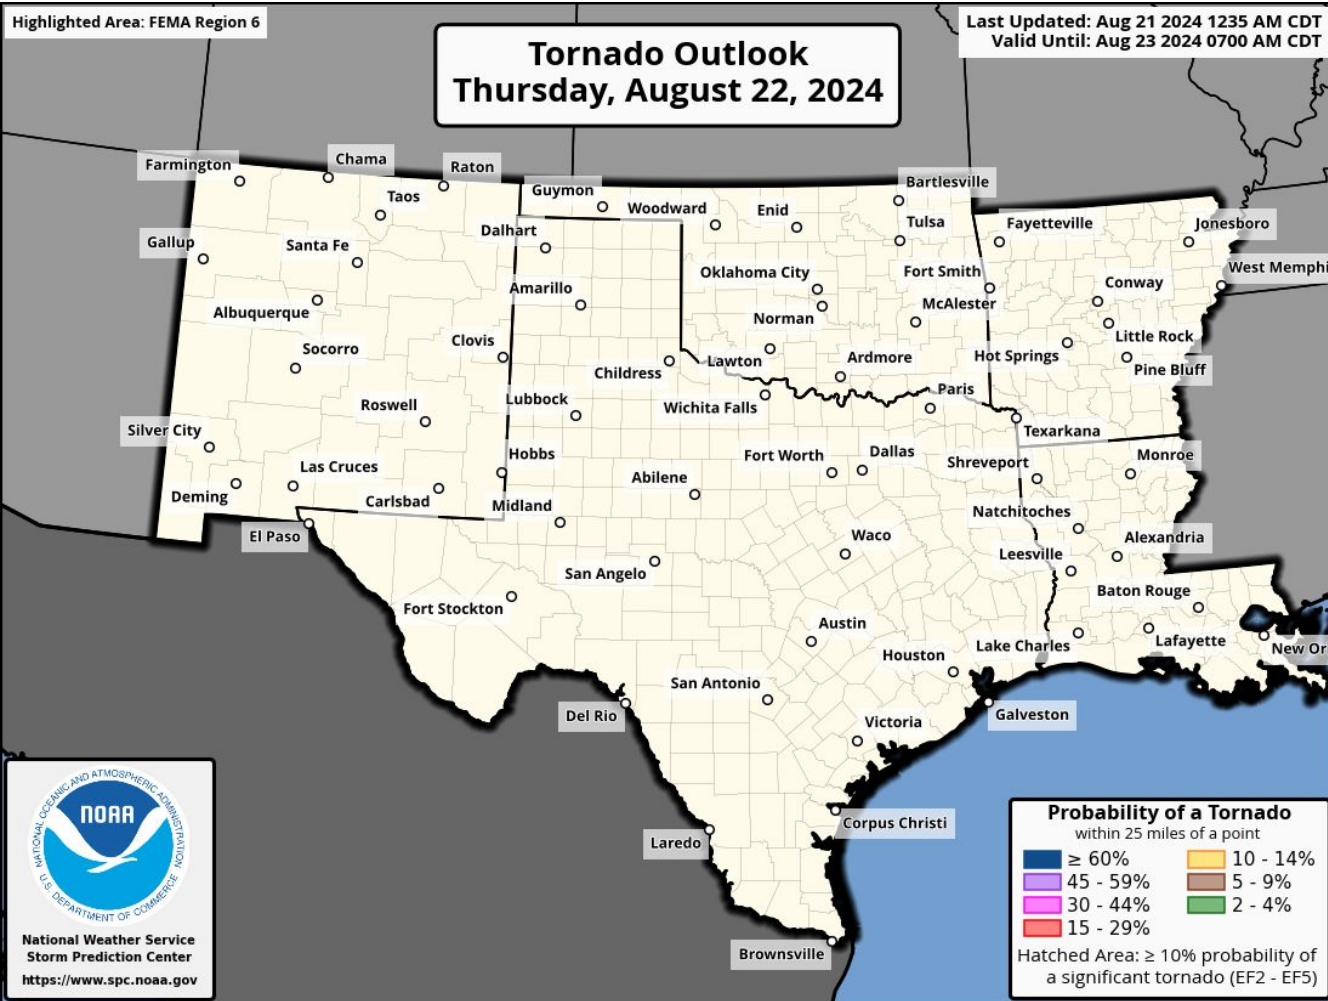 Highlighted Area: FEMA Region 6
Last Updated: Aug 21 2024 1235 AM CDT
Valid Until: Aug 23 2024 0700 AM CDT
Tornado Outlook
Thursday, August 22, 2024
Farmington
Chama
Raton
Taos
Guymon
Woodward
Enid
Bartlesville
Tulsa
Fayetteville
Jonesboro
Gallup
Santa Fe
Dalhart
Oklahoma City
Fort Smith
West Memphi
Amarillo
Conway
Albuquerque
Norman
McAlester
Socorro
Clovis
Little Rock
Childress
Lawton
Ardmore
Hot Springs
Pine Bluff
Roswell
Lubbock
Wichita Falls
Paris
Silver City
Texarkana
Las Cruces
Hobbs
Fort Worth
Dallas
Shreveport
Monroe
Deming
Carlsbad
Abilene
Midland
Natchitoches
El Paso
Waco
Alexandria
San Angelo
Leesville
Fort Stockton
Baton Rouge
Austin
Lake Charles
Lafayette
New Or
Houston
San Antonio
Del Rio
Victoria
Galveston
Corpus Christi
Laredo
Brownsville
NATIONAL OCEANIC AND ATMOSPHERIC ADMINISTRATION
NOAA
U.S. DEPARTMENT OF COMMERCE
National Weather Service
Storm Prediction Center
https://www.spc.noaa.gov
Probability of a Tornado
within 25 miles of a point
≥ 60%
10 - 14%
45 - 59%
5 - 9%
30 - 44%
2 - 4%
15 - 29%
Hatched Area: ≥ 10% probability of
a significant tornado (EF2 - EF5)